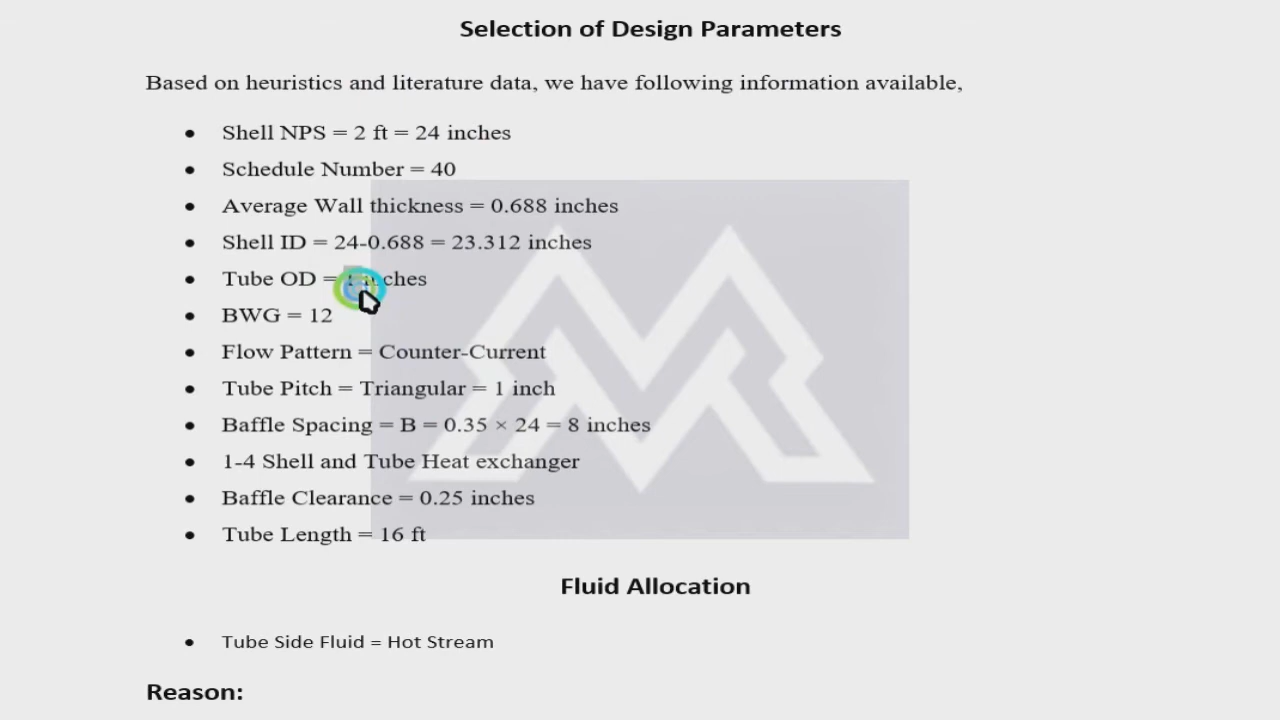 Selection of Design Parameters
Based on heuristics and literature data, we have following information available,
• Shell NPS = 2 ft = 24 inches
• Schedule Number = 40
• Average Wall thickness = 0.688 inches
• Shell ID = 24-0.688 = 23.312 inches
• Tube OD = inches
• BWG = 12
• Flow Pattern = Counter-Current
• Tube Pitch = Triangular = 1 inch
• Baffle Spacing = B = 0.35 × 24 = 8 inches
• 1-4 Shell and Tube Heat exchanger
• Baffle Clearance = 0.25 inches
• Tube Length = 16 ft
Fluid Allocation
• Tube Side Fluid = Hot Stream
Reason: